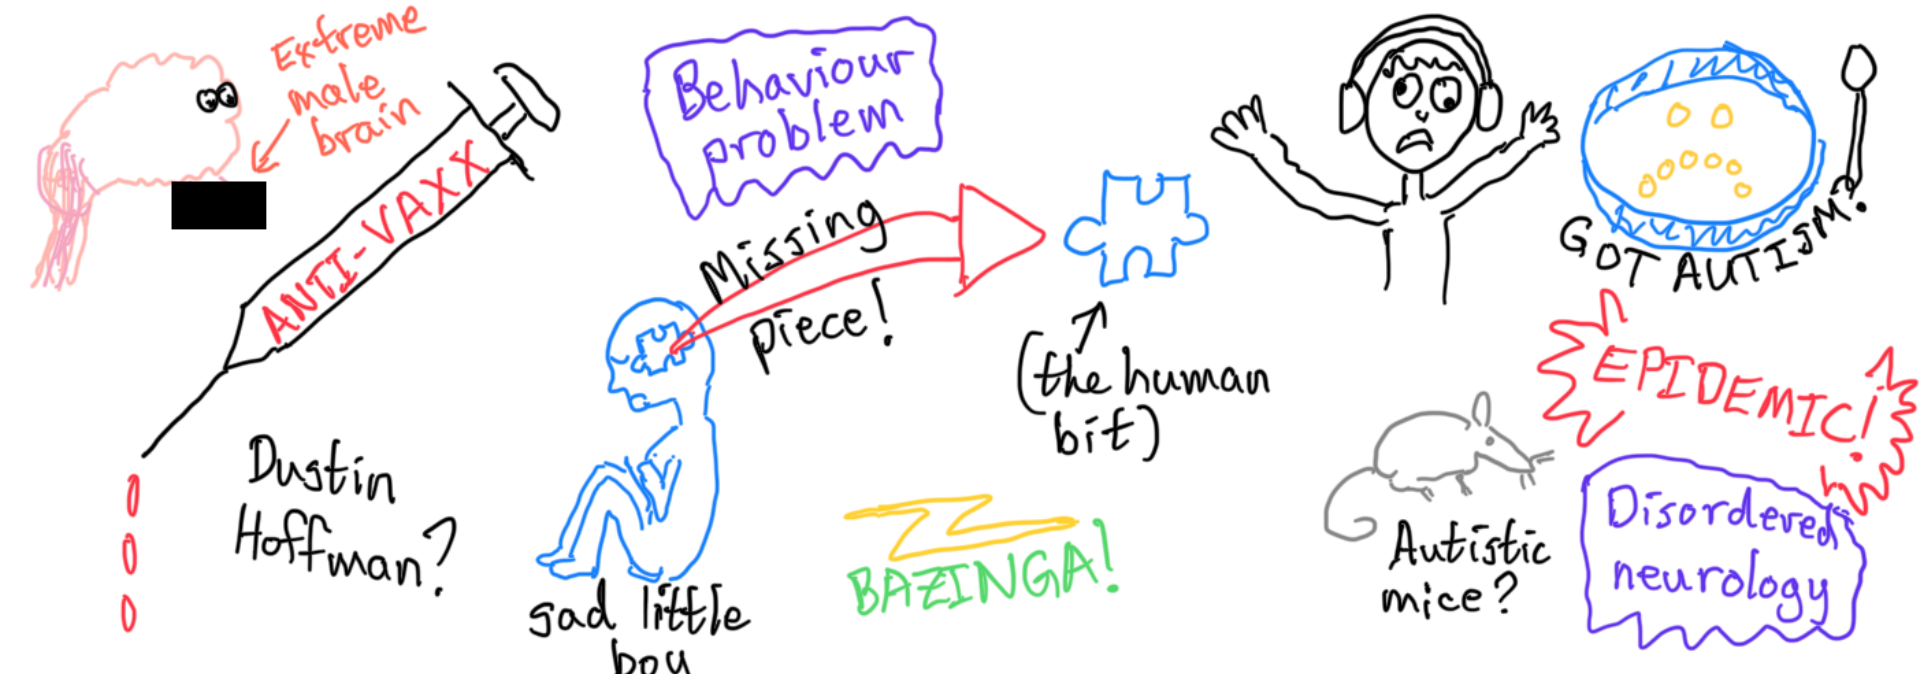 Extreme
male
brain
ANTI-VAXX
Behaviour
problem
Missing
piece!
(the human
bit)
GOT AUTISM?
EPIDEMIC!
Dustin
Hoffman?
sad little
boy
BAZINGA!
Autistic
mice?
Disordered
neurology